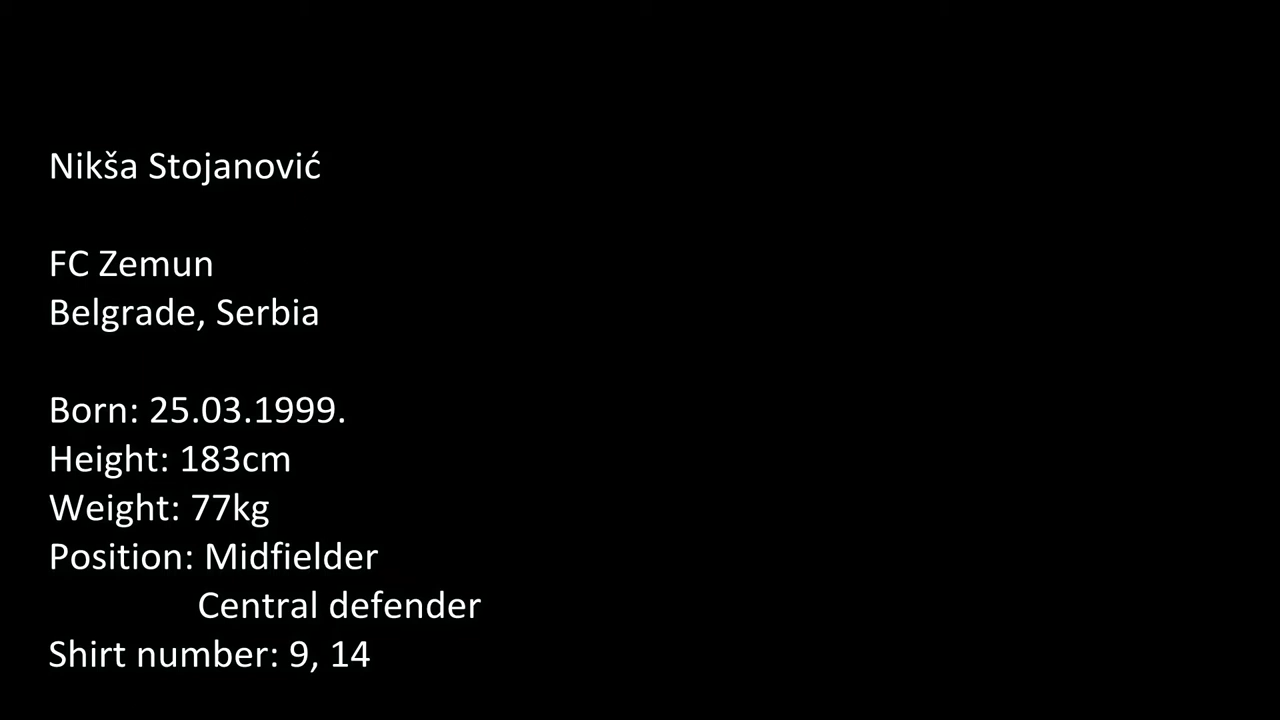 Nikša Stojanović
FC Zemun
Belgrade, Serbia
Born: 25.03.1999.
Height: 183cm
Weight: 77kg
Position: Midfielder
Central defender
Shirt number: 9, 14